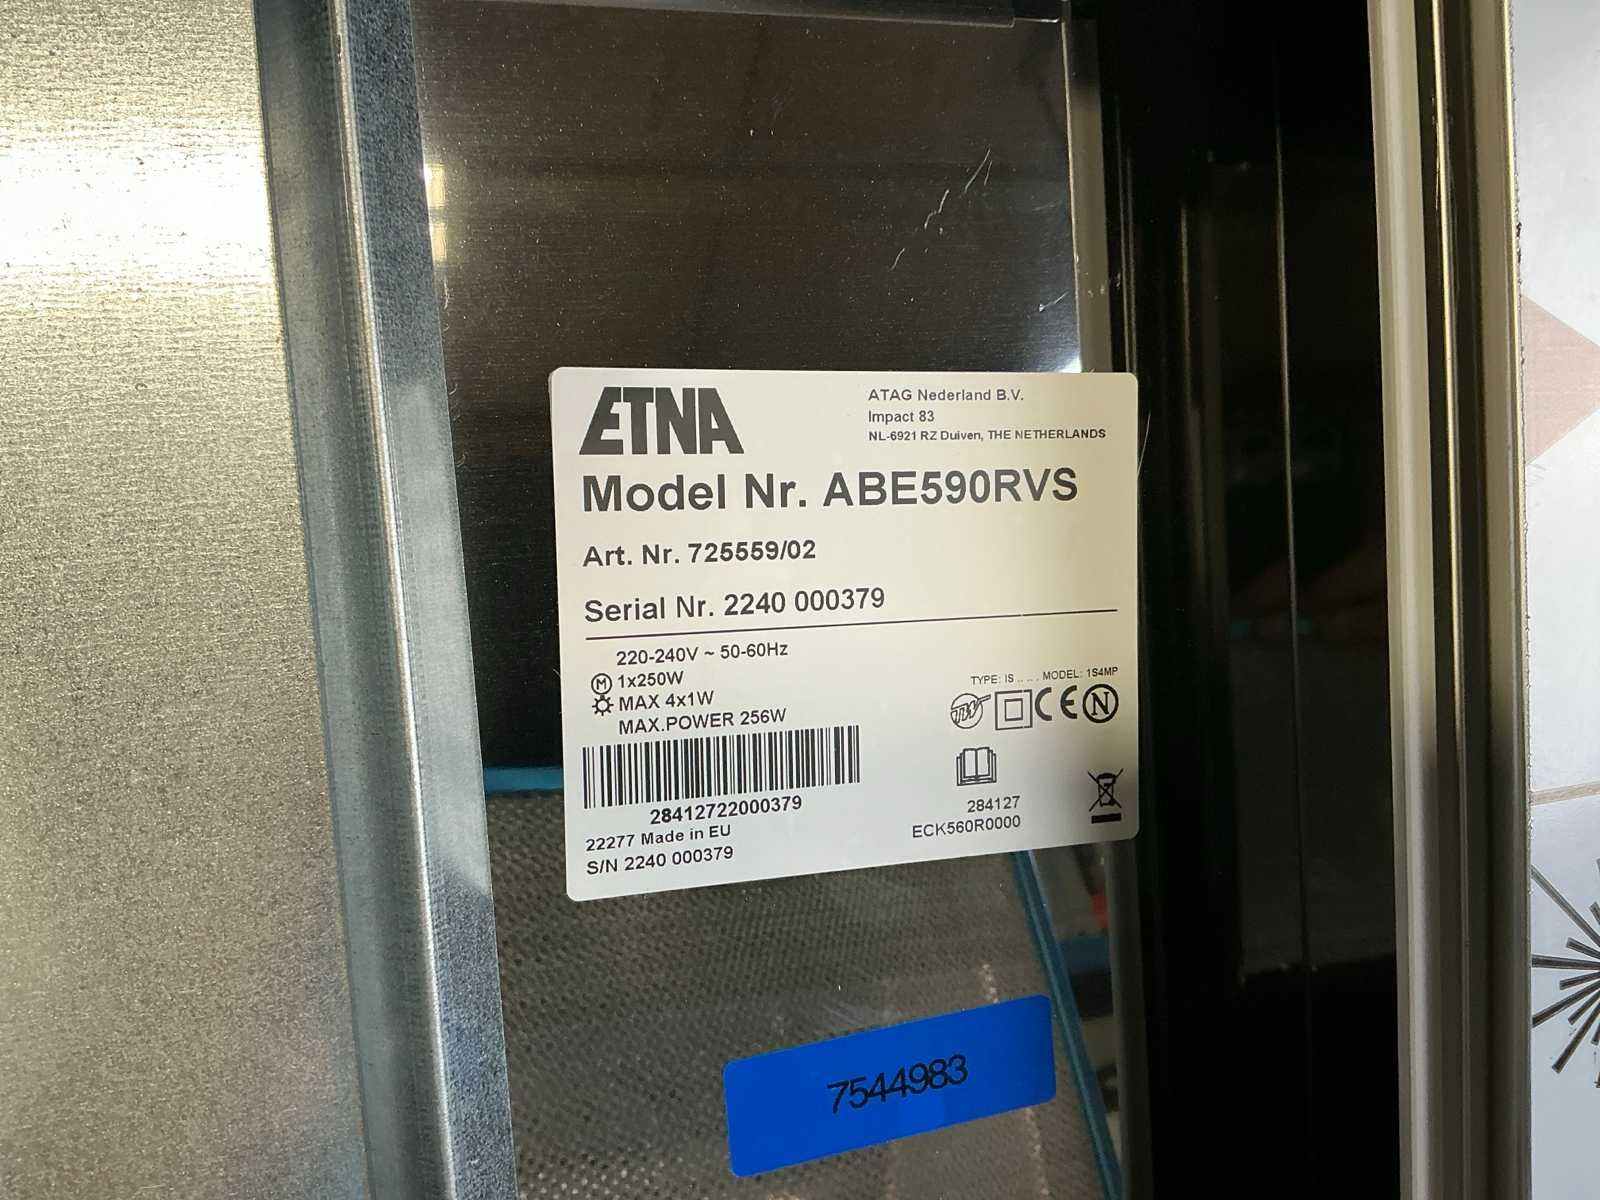 ETNA
ATAG Nederland B.V.
Impact 83
NL-6921 RZ Duiven, THE NETHERLANDS
Model Nr. ABE590RVS
Art. Nr. 725559/02
Serial Nr. 2240 000379
220-240V ~ 50-60Hz
M 1x250W
MAX 4x1W
MAX.POWER 256W
TYPE: IS ..... MODEL: 1S4MP
CE N
28412722000379
22277 Made in EU
S/N 2240 000379
284127
ECK560R0000
7544983